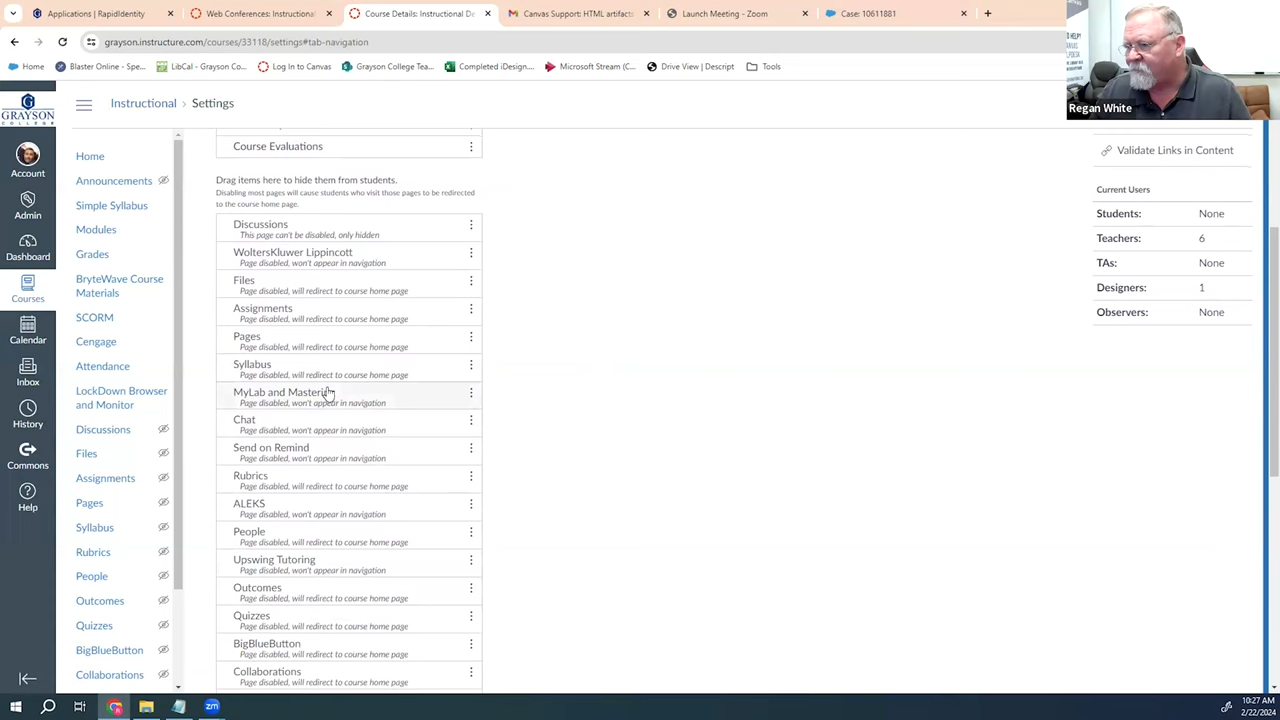 Applications | RapidIdentity
Web Conferences: Instructional
Course Details: Instructional De
Canvas Support: HTML artifacts
Launch Meeting - Zoom
Case: 10611881
grayson.instructure.com/courses/33118/settings#tab-navigation
Home
Blaster Online - Spe...
LibCal - Grayson Co...
Log In to Canvas
Grayson College Tea...
Completed iDesign...
Microsoft Stream (C...
Drive View | Descript
Tools
Regan White
GRAYSON
COLLEGE
Account
Admin
Dashboard
Courses
Calendar
Inbox
History
Commons
Help
Instructional › Settings
Home
Announcements
Simple Syllabus
Modules
Grades
BryteWave Course
Materials
SCORM
Cengage
Attendance
LockDown Browser
and Monitor
Discussions
Files
Assignments
Pages
Syllabus
Rubrics
People
Outcomes
Quizzes
BigBlueButton
Collaborations
Course Evaluations
Drag items here to hide them from students.
Disabling most pages will cause students who visit those pages to be redirected
to the course home page.
Discussions
This page can't be disabled, only hidden
WoltersKluwer Lippincott
Page disabled, won't appear in navigation
Files
Page disabled, will redirect to course home page
Assignments
Page disabled, will redirect to course home page
Pages
Page disabled, will redirect to course home page
Syllabus
Page disabled, will redirect to course home page
MyLab and
Page disabled, won't appear in navigation
Chat
Page disabled, won't appear in navigation
Send on Remind
Page disabled, won't appear in navigation
Rubrics
Page disabled, will redirect to course home page
ALEKS
Page disabled, won't appear in navigation
People
Page disabled, will redirect to course home page
Upswing Tutoring
Page disabled, won't appear in navigation
Outcomes
Page disabled, will redirect to course home page
Quizzes
Page disabled, will redirect to course home page
BigBlueButton
Page disabled, will redirect to course home page
Collaborations
Page disabled, will redirect to course home page
Validate Links in Content
Current Users
Students: None
Teachers: 6
TAs: None
Designers: 1
Observers: None
10:27 AM
2/22/2024